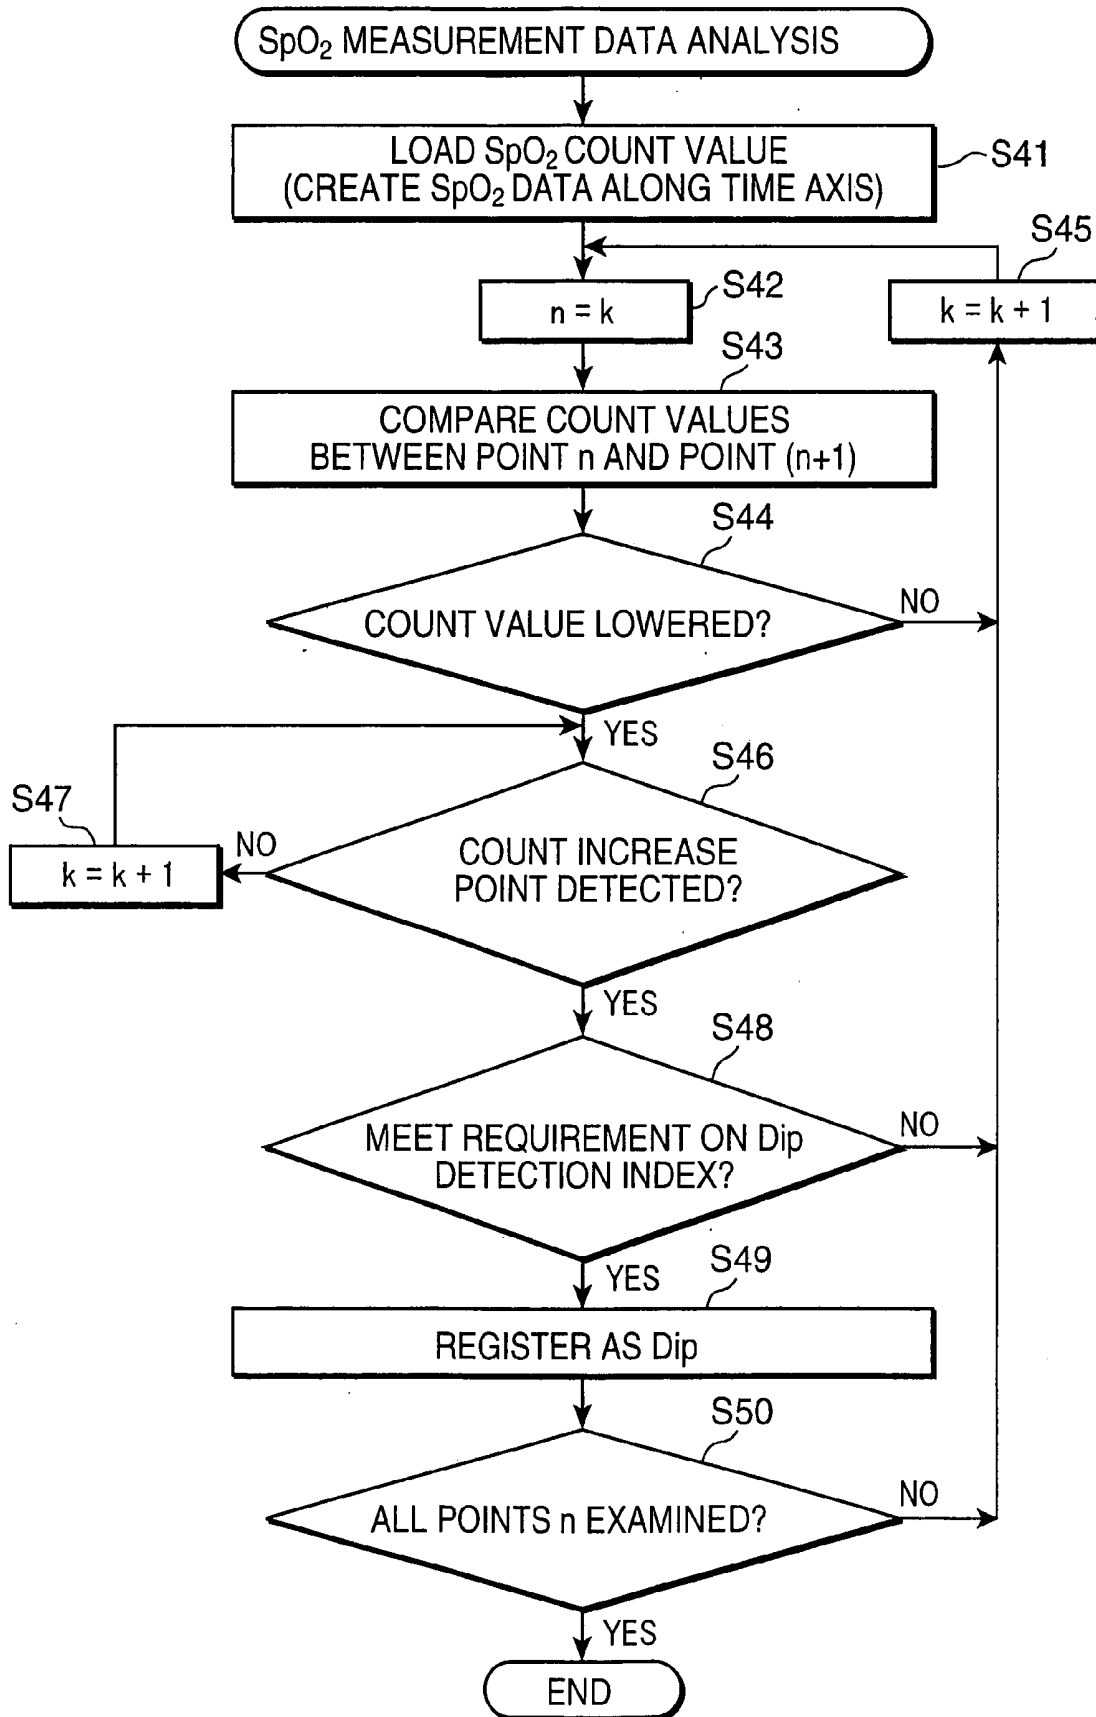 SpO₂ MEASUREMENT DATA ANALYSIS
LOAD SpO₂ COUNT VALUE
(CREATE SpO₂ DATA ALONG TIME AXIS)
S41
S45
k = k + 1
S42
n = k
S43
COMPARE COUNT VALUES
BETWEEN POINT n AND POINT (n+1)
S44
COUNT VALUE LOWERED?
NO
YES
S46
S47
k = k + 1
NO
COUNT INCREASE
POINT DETECTED?
YES
S48
MEET REQUIREMENT ON Dip
DETECTION INDEX?
NO
YES
S49
REGISTER AS Dip
S50
ALL POINTS n EXAMINED?
NO
YES
END